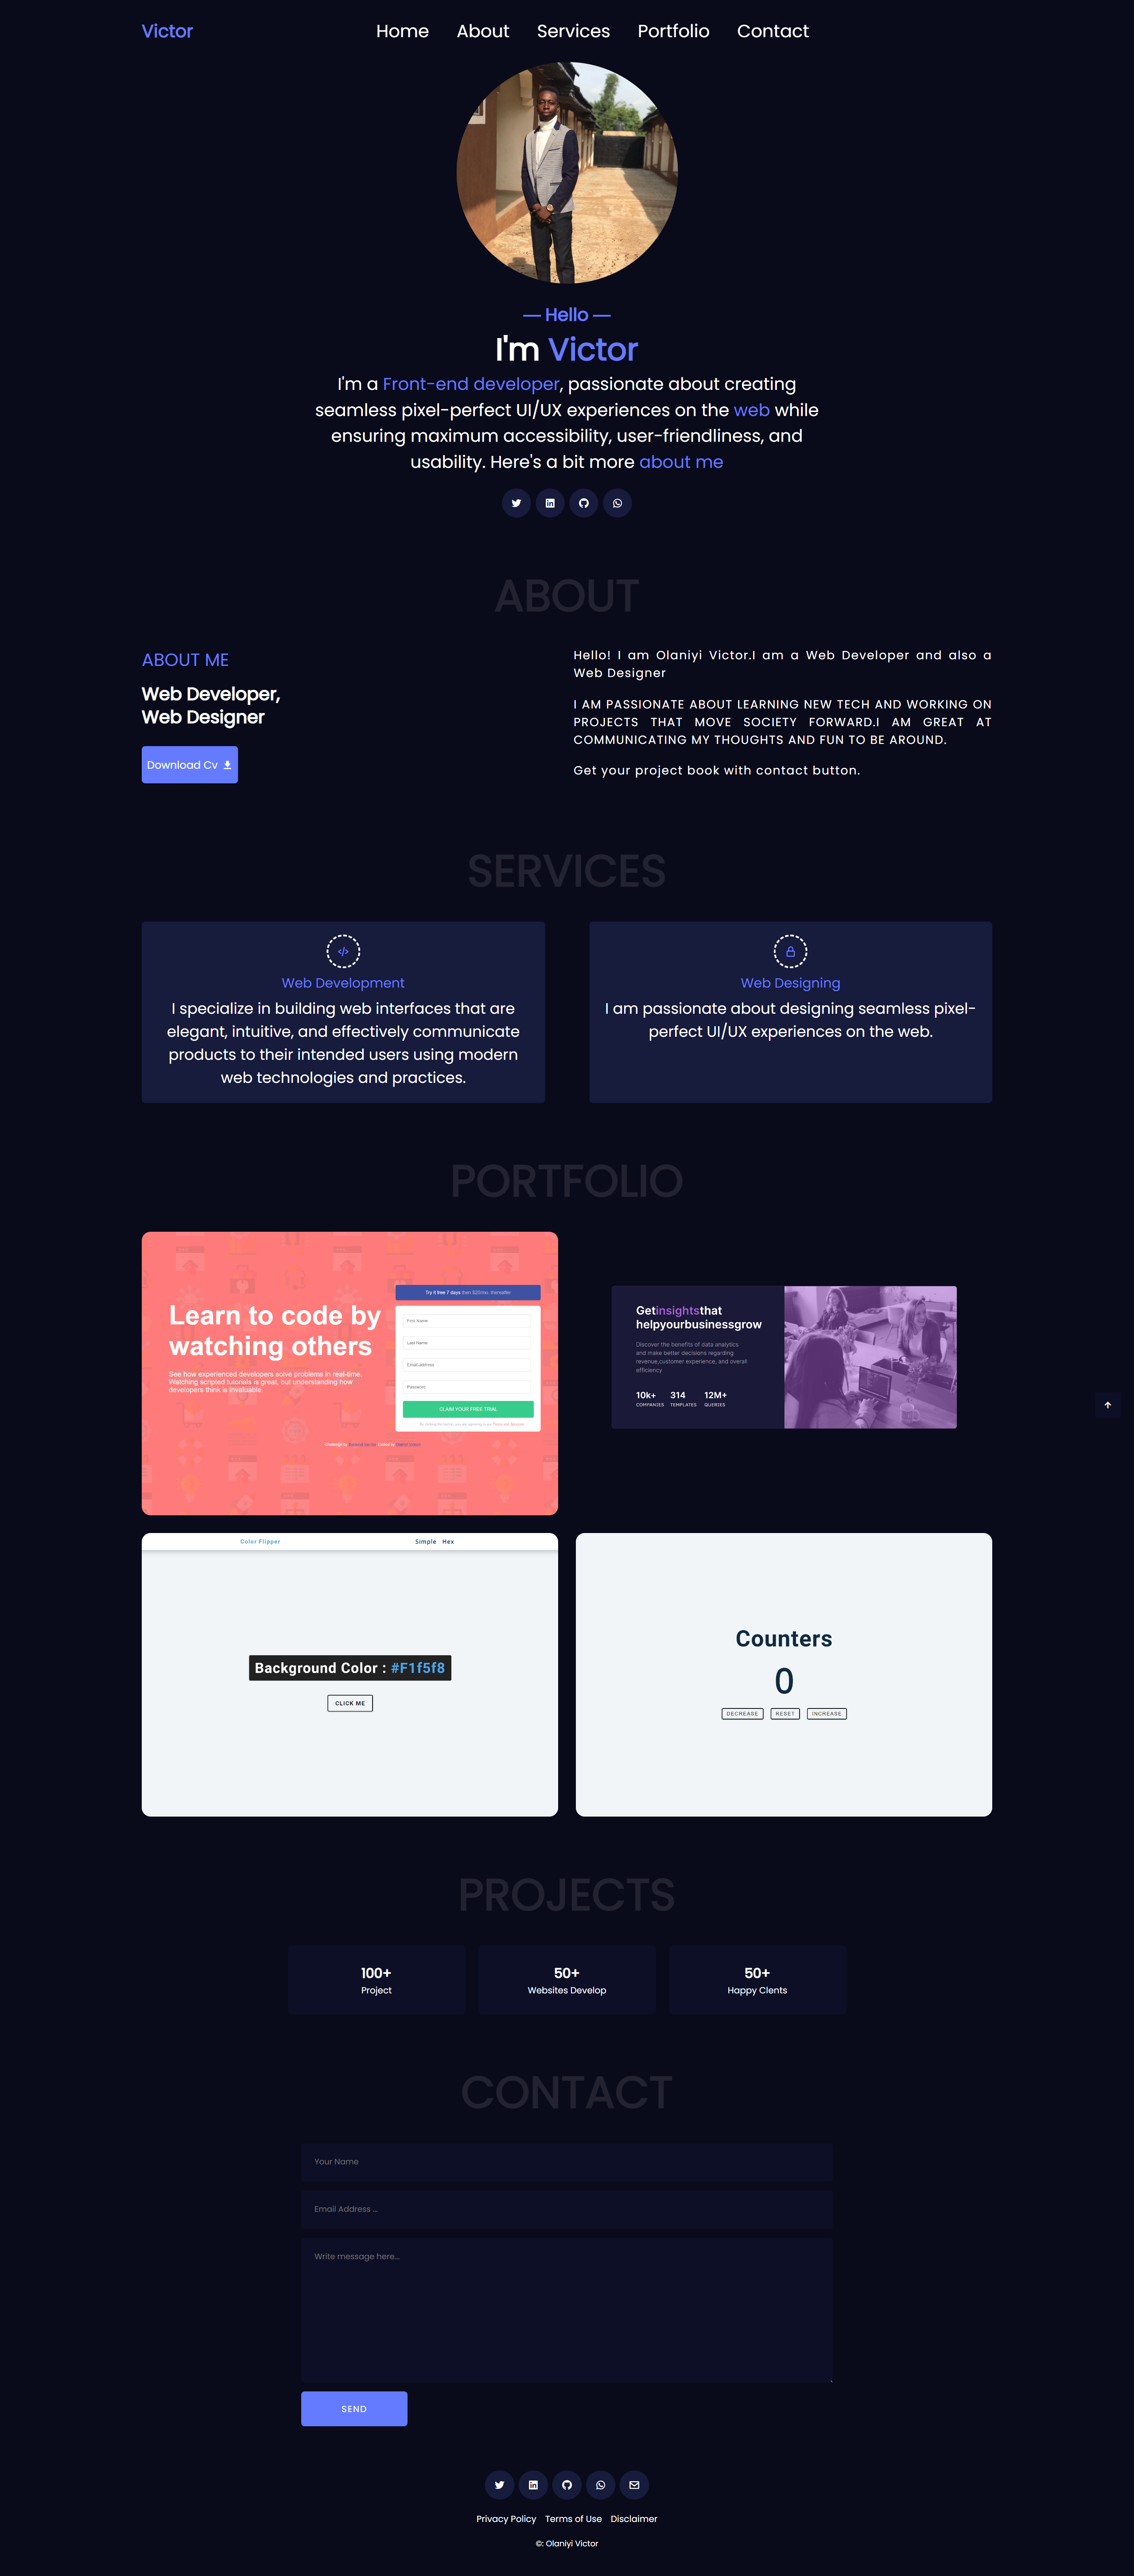 Victor
Home About Services Portfolio Contact
— Hello —
I'm Victor
I'm a Front-end developer, passionate about creating
seamless pixel-perfect UI/UX experiences on the web while
ensuring maximum accessibility, user-friendliness, and
usability. Here's a bit more about me
ABOUT
ABOUT ME
Web Developer,
Web Designer
Download Cv
Hello! I am Olaniyi Victor.I am a Web Developer and also a
Web Designer
I AM PASSIONATE ABOUT LEARNING NEW TECH AND WORKING ON
PROJECTS THAT MOVE SOCIETY FORWARD.I AM GREAT AT
COMMUNICATING MY THOUGHTS AND FUN TO BE AROUND.
Get your project book with contact button.
SERVICES
Web Development
I specialize in building web interfaces that are
elegant, intuitive, and effectively communicate
products to their intended users using modern
web technologies and practices.
Web Designing
I am passionate about designing seamless pixel-
perfect UI/UX experiences on the web.
PORTFOLIO
Learn to code by
watching others
See how experienced developers solve problems in real-time.
Watching scripted tutorials is great, but understanding how
developers think is invaluable.
Try it free 7 days then $20/mo. thereafter
First Name
Last Name
Email address
Password
CLAIN YOUR FREE TRIAL
Getinsightsthat
helpyourbusinessgrow
Discover the benefits of data analytics
and make better decisions regarding
revenue,customer experience, and overall
efficiency
10k+ 314 12M+
COMPANIES TEMPLATES QUERIES
Color Flipper
Simple Hex
Background Color : #F1f5f8
CLICK ME
Counters
0
DECREASE RESET INCREASE
PROJECTS
100+
Project
50+
Websites Develop
50+
Happy Clents
CONTACT
Your Name
Email Address ...
Write message here...
SEND
Privacy Policy Terms of Use Disclaimer
©: Olaniyi Victor